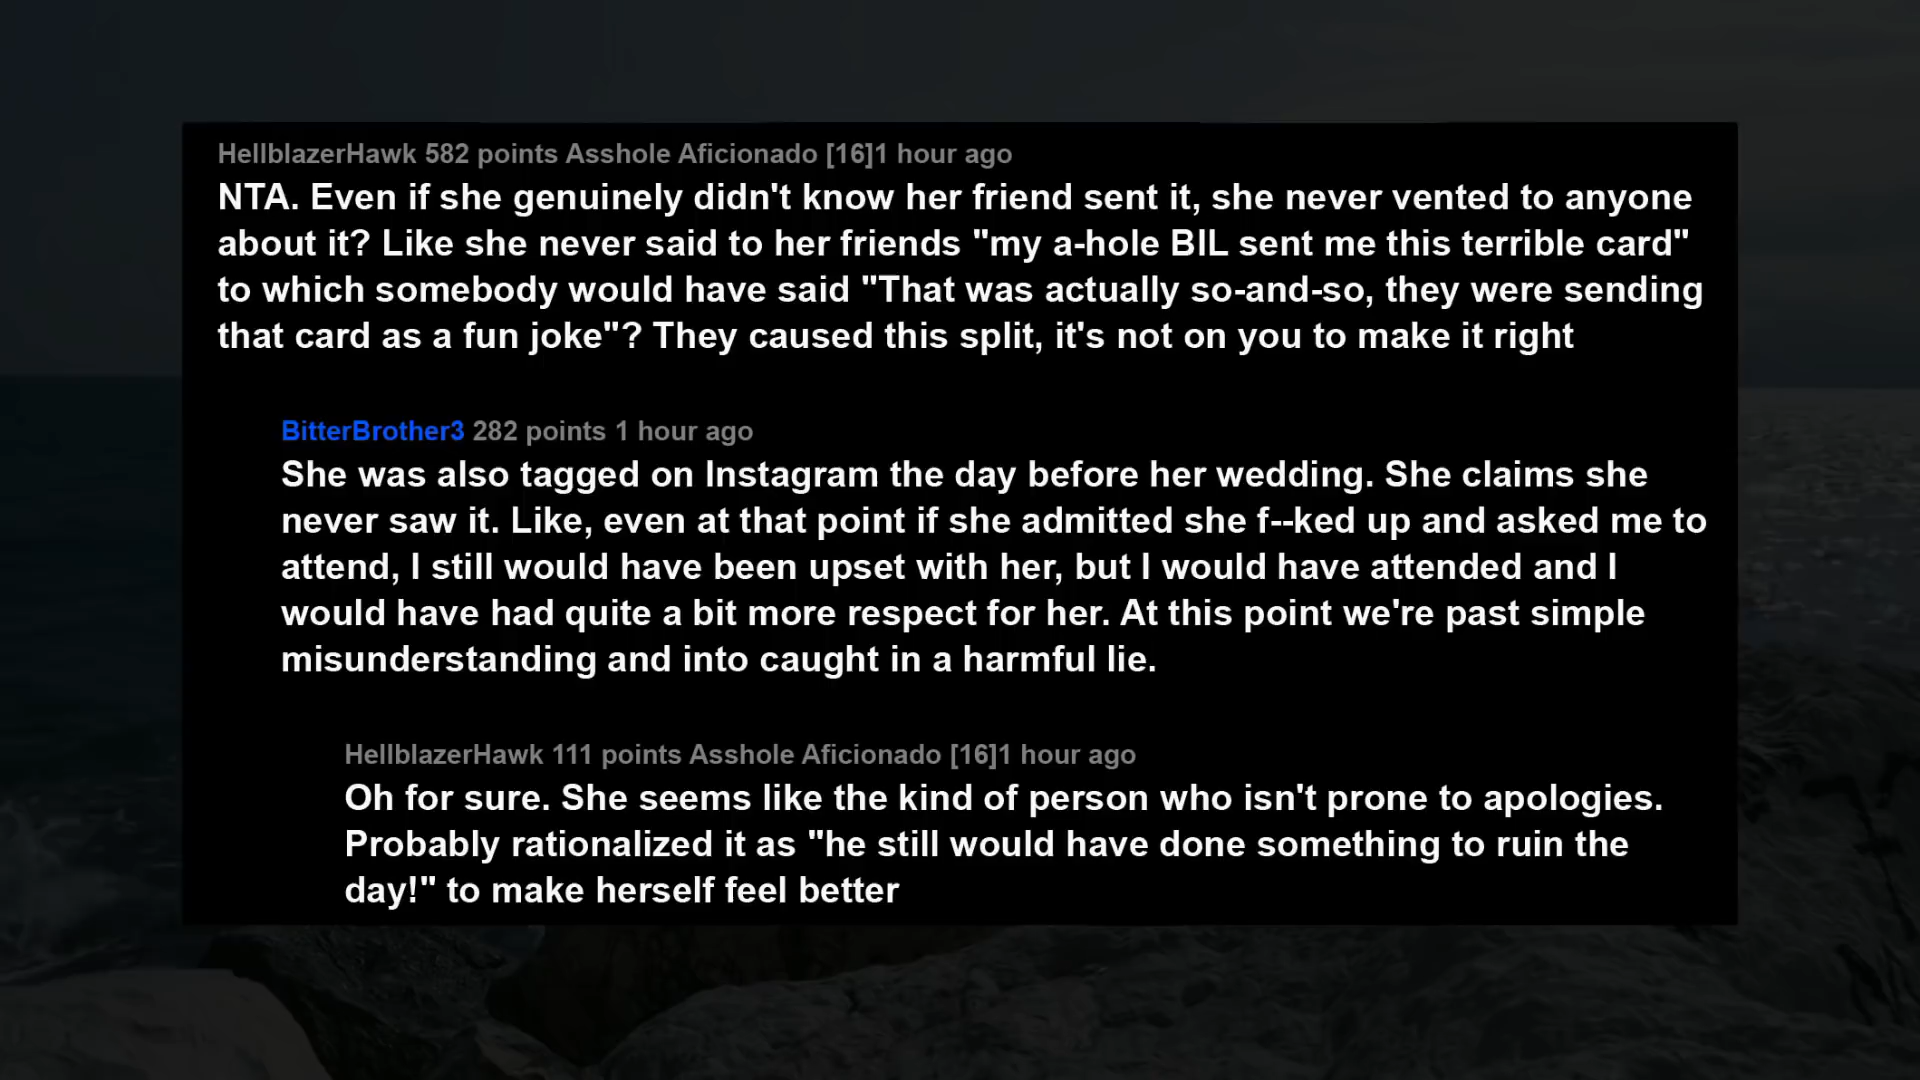 HellblazerHawk 582 points Asshole Aficionado [16]1 hour ago
NTA. Even if she genuinely didn't know her friend sent it, she never vented to anyone
about it? Like she never said to her friends "my a-hole BIL sent me this terrible card"
to which somebody would have said "That was actually so-and-so, they were sending
that card as a fun joke"? They caused this split, it's not on you to make it right
BitterBrother3 282 points 1 hour ago
She was also tagged on Instagram the day before her wedding. She claims she
never saw it. Like, even at that point if she admitted she f--ked up and asked me to
attend, I still would have been upset with her, but I would have attended and I
would have had quite a bit more respect for her. At this point we're past simple
misunderstanding and into caught in a harmful lie.
HellblazerHawk 111 points Asshole Aficionado [16]1 hour ago
Oh for sure. She seems like the kind of person who isn't prone to apologies.
Probably rationalized it as "he still would have done something to ruin the
day!" to make herself feel better